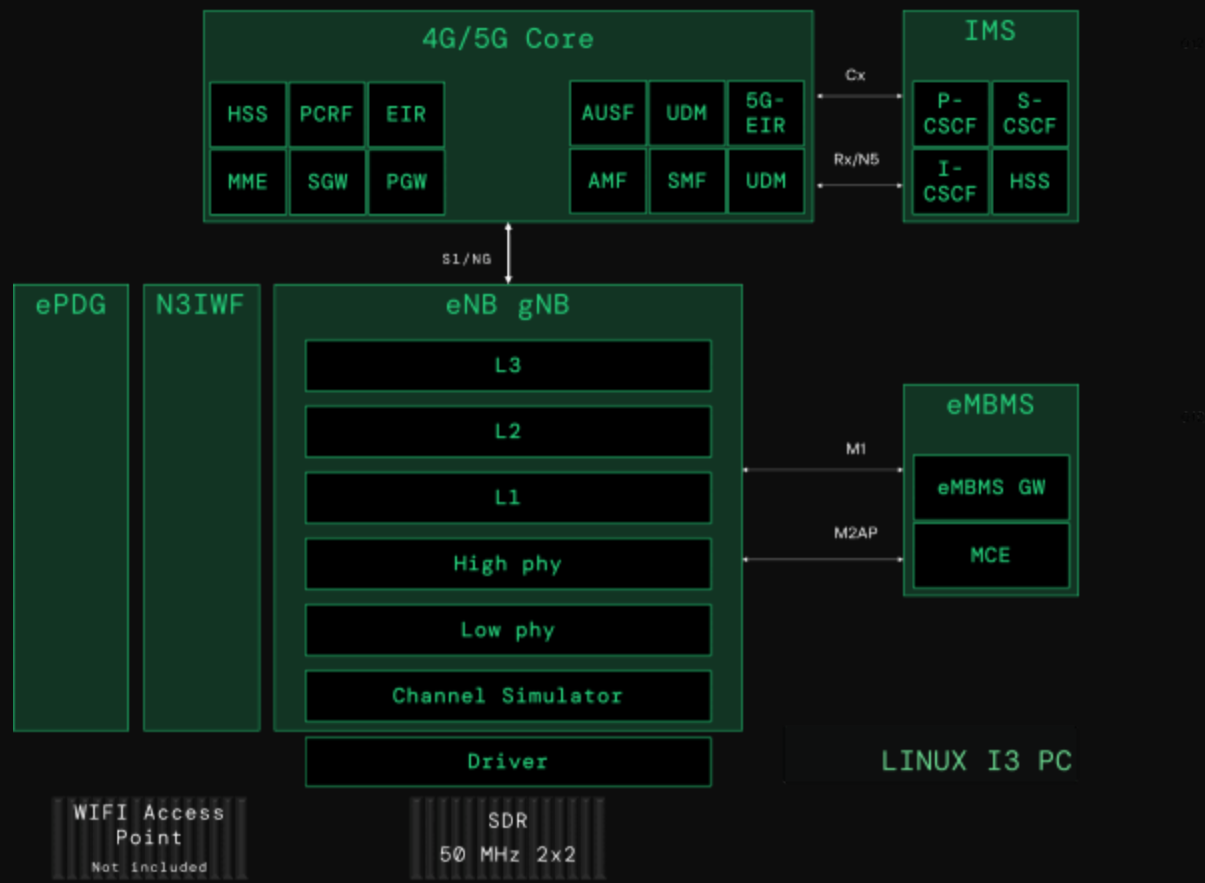 4G/5G Core
IMS
HSS
PCRF
EIR
AUSF
UDM
5G-
EIR
MME
SGW
PGW
AMF
SMF
UDM
Cx
Rx/N5
P-
CSCF
S-
CSCF
I-
CSCF
HSS
S1/NG
ePDG
N3IWF
eNB gNB
L3
L2
L1
High phy
Low phy
Channel Simulator
Driver
M1
M2AP
eMBMS
eMBMS GW
MCE
LINUX I3 PC
WIFI Access
Point
Not included
SDR
50 MHz 2x2